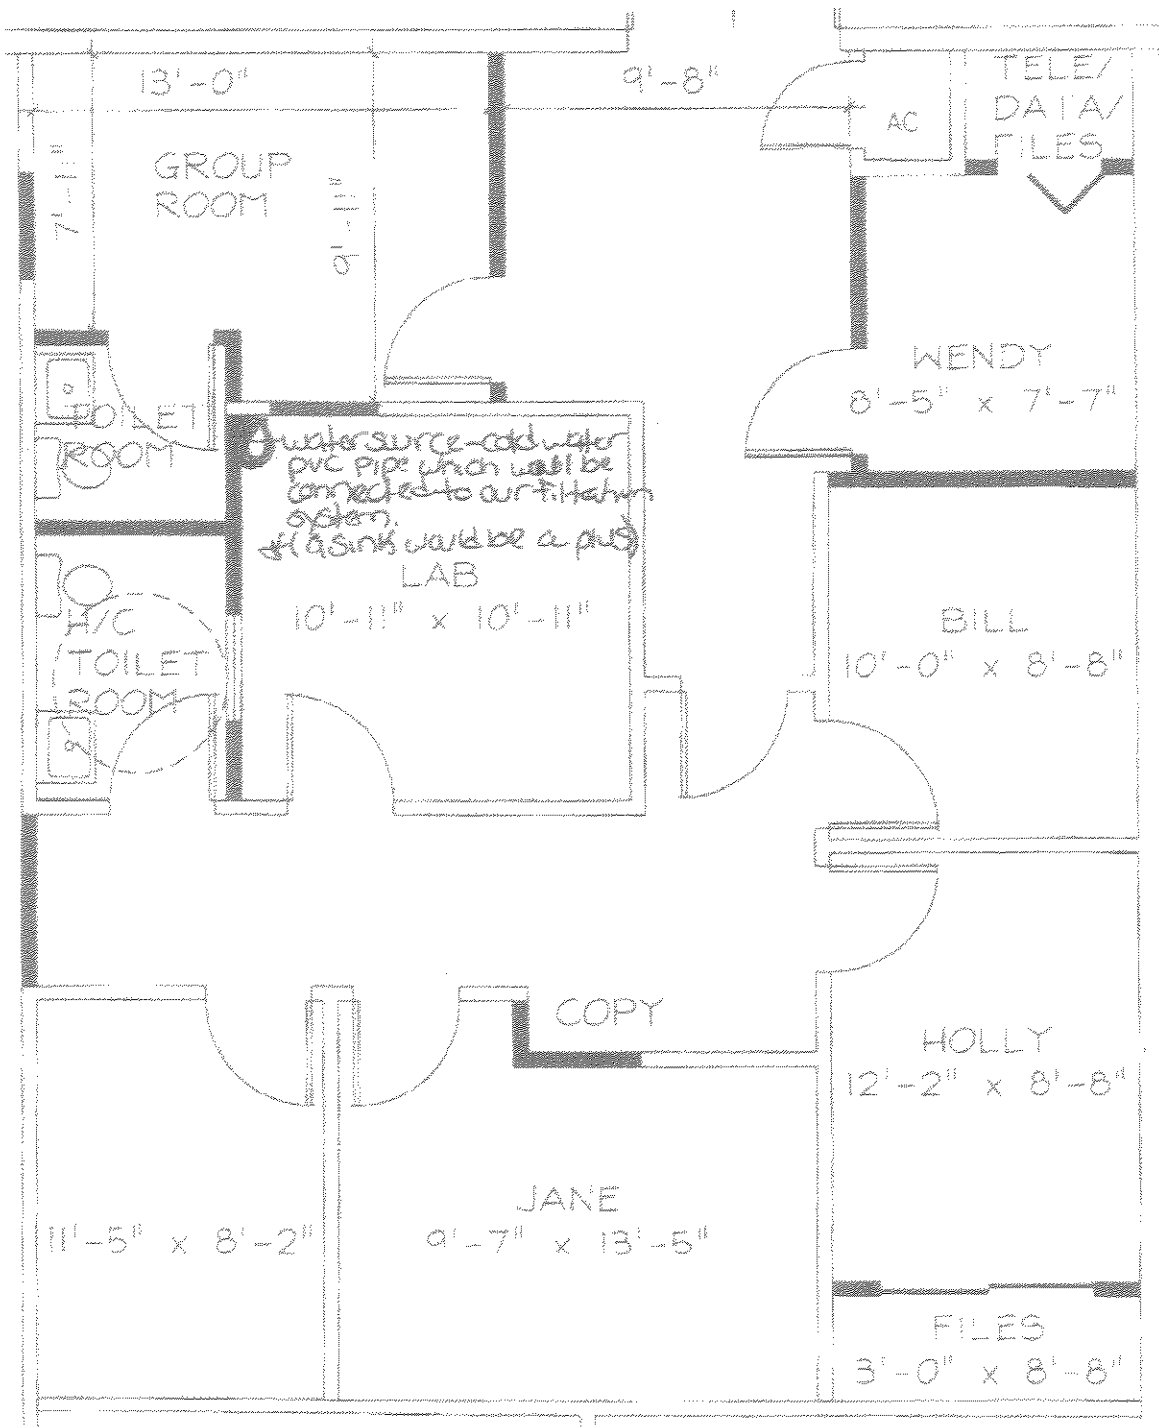 13'-0"
9'-8"
TELE/
DATA/
FILES
AC
GROUP
ROOM
7'-11"
9'-11"
WENDY
8'-5" x 7'-7"
TOILET
ROOM
water source-cold water
pvc pipe which will be
connected to our filtration
system.
*(a sink would be a plus)
LAB
10'-11" x 10'-11"
H/C
TOILET
ROOM
BILL
10'-0" x 8'-8"
COPY
HOLLY
12'-2" x 8'-8"
JANE
9'-7" x 13'-5"
11'-5" x 8'-2"
FILES
3'-0" x 8'-8"